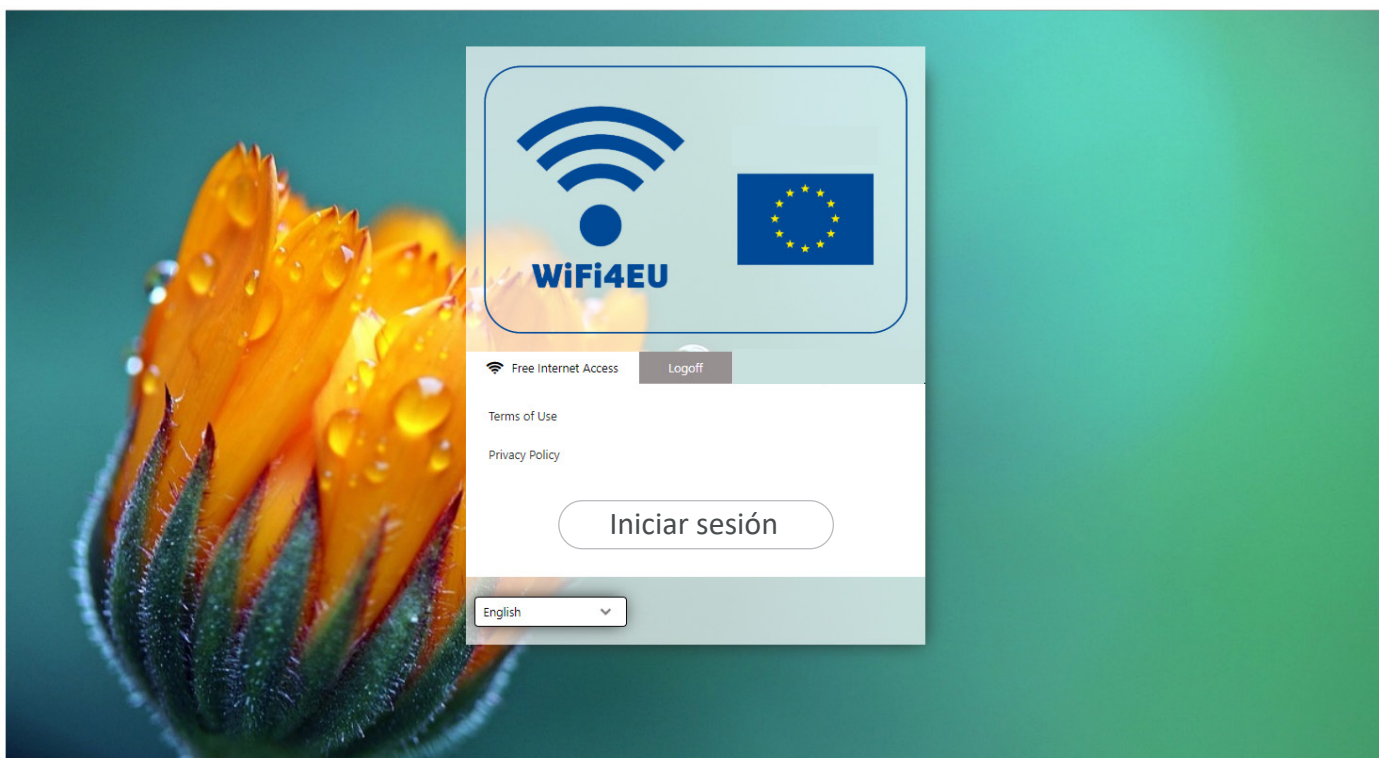 WiFi4EU
Free Internet Access
Logoff
Terms of Use
Privacy Policy
Iniciar sesión
English